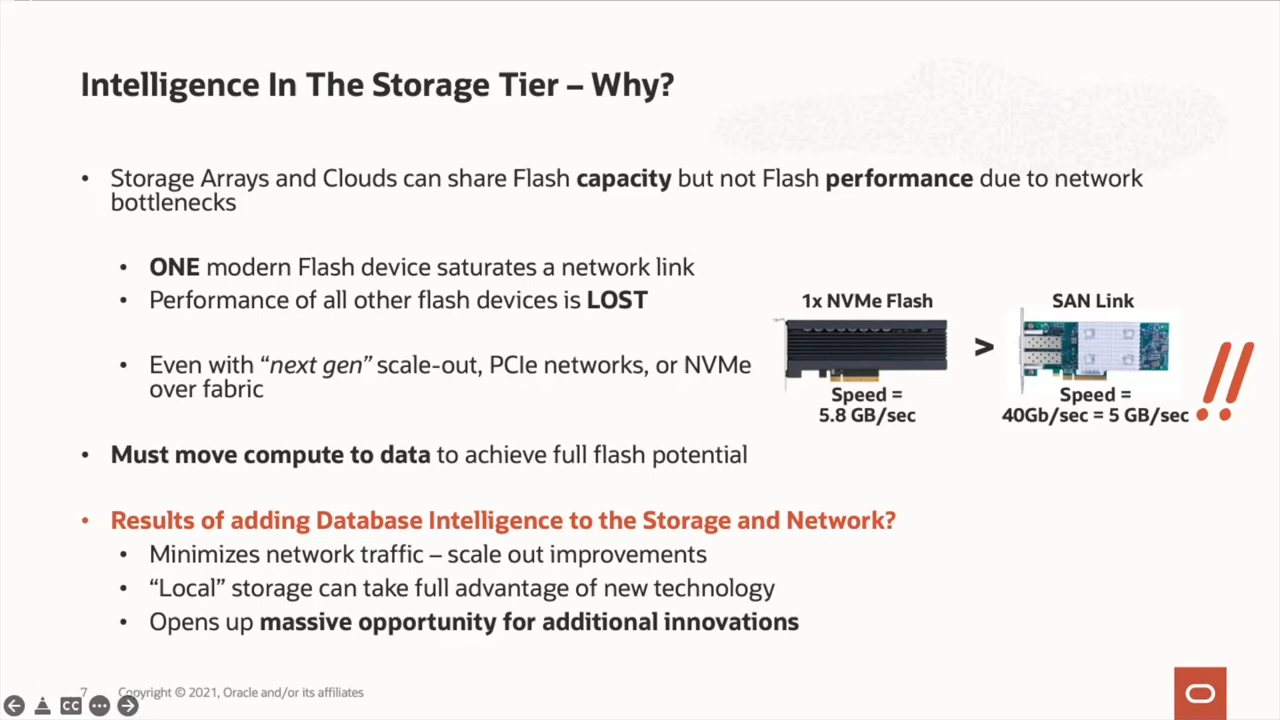 Intelligence In The Storage Tier – Why?
• Storage Arrays and Clouds can share Flash capacity but not Flash performance due to network
bottlenecks
• ONE modern Flash device saturates a network link
• Performance of all other flash devices is LOST
• Even with “next gen” scale-out, PCIe networks, or NVMe
over fabric
1x NVMe Flash
>
SAN Link
Speed =
5.8 GB/sec
Speed =
40Gb/sec = 5 GB/sec
!!
• Must move compute to data to achieve full flash potential
• Results of adding Database Intelligence to the Storage and Network?
• Minimizes network traffic – scale out improvements
• “Local” storage can take full advantage of new technology
• Opens up massive opportunity for additional innovations
7 Copyright © 2021, Oracle and/or its affiliates
CC